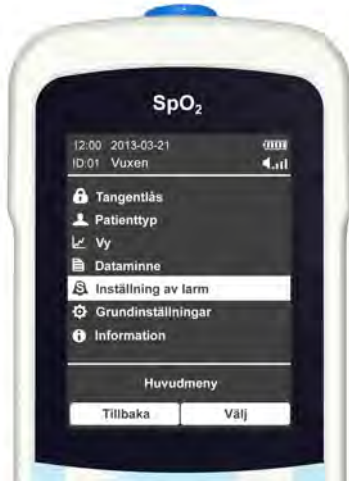 SpO₂
12:00 2013-03-21
ID:01 Vuxen
Tangentlås
Patienttyp
Vy
Dataminne
Inställning av larm
Grundinställningar
Information
Huvudmeny
Tillbaka Välj